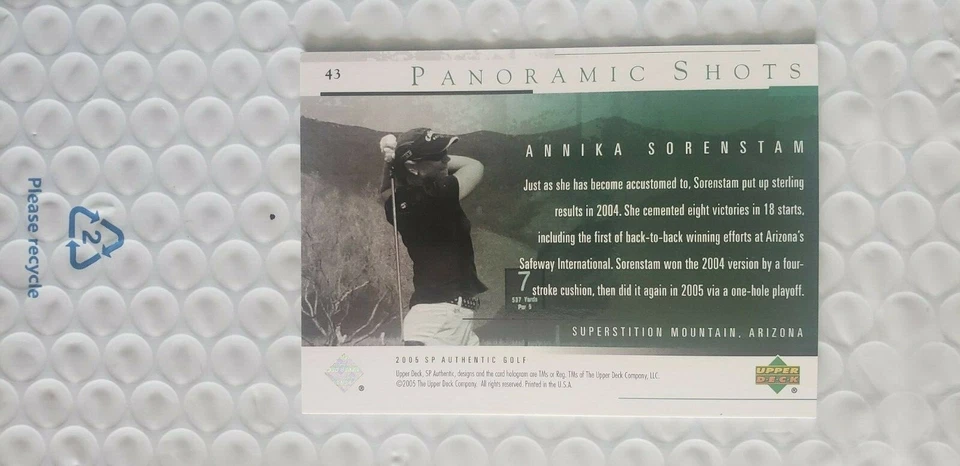 Please recycle
2
43
PANORAMIC SHOTS
ANNIKA SORENSTAM
Just as she has become accustomed to, Sorenstam put up sterling
results in 2004. She cemented eight victories in 18 starts,
including the first of back-to-back winning efforts at Arizona's
Safeway International. Sorenstam won the 2004 version by a four-
stroke cushion, then did it again in 2005 via a one-hole playoff.
7
537 Yards
Par 5
SUPERSTITION MOUNTAIN, ARIZONA
2005 SP AUTHENTIC GOLF
Upper Deck, SP Authentic, designs and the card hologram are TMs or Reg. TMs of The Upper Deck Company, LLC.
©2005 The Upper Deck Company. All rights reserved. Printed in the U.S.A.
®
UPPER
DECK
®